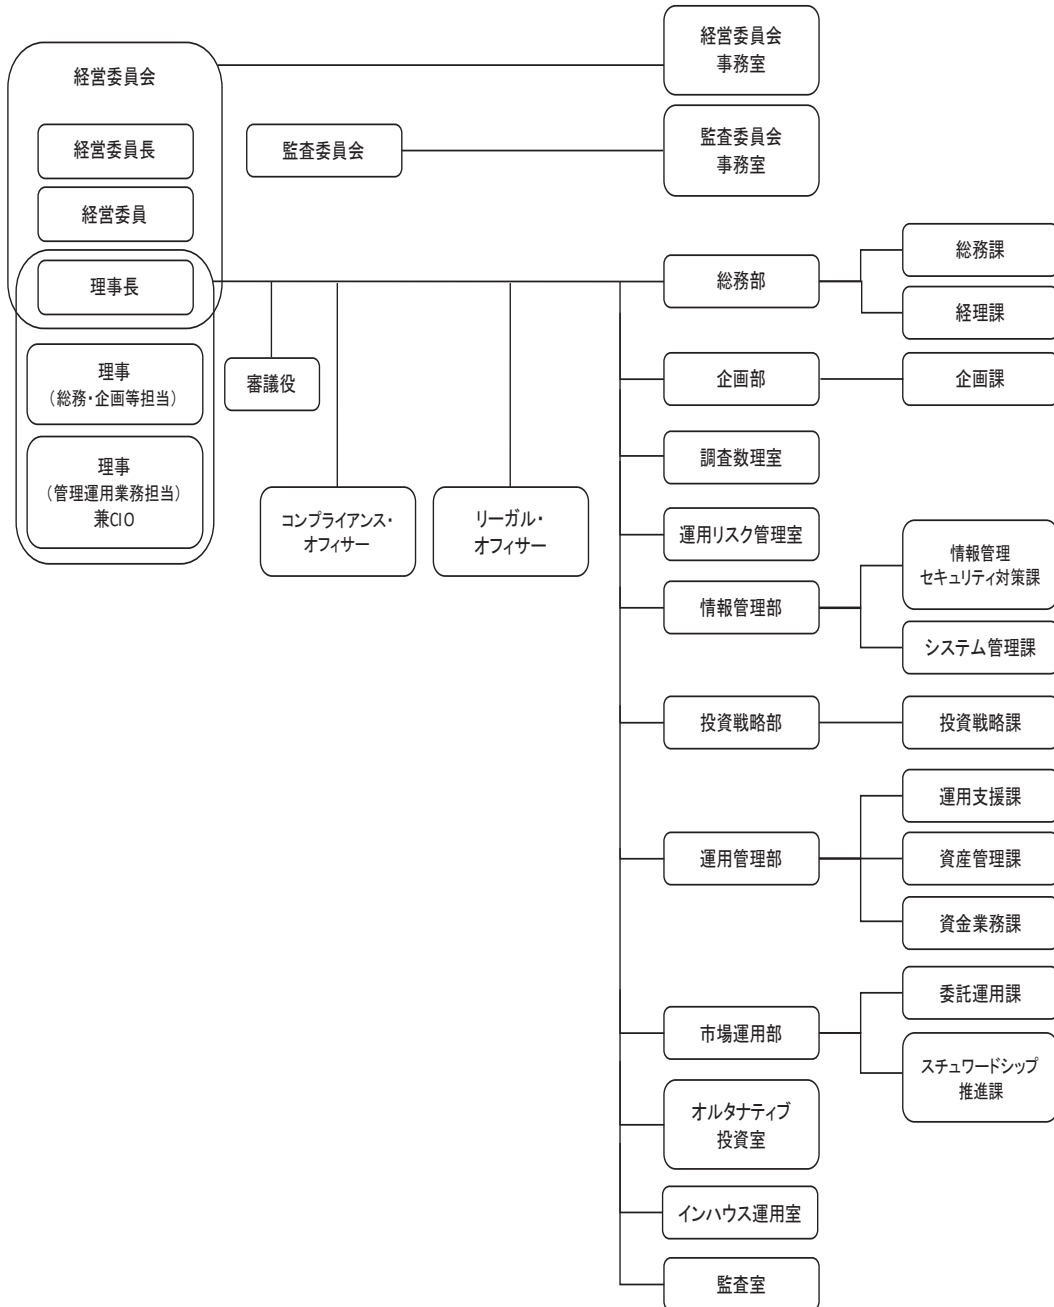 経営委員会
経営委員長
経営委員
理事長
理事
（総務・企画等担当）
理事
（管理運用業務担当）
兼CIO
監査委員会
審議役
コンプライアンス・
オフィサー
リーガル・
オフィサー
経営委員会
事務室
監査委員会
事務室
総務部
総務課
経理課
企画部
企画課
調査数理室
運用リスク管理室
情報管理部
情報管理
セキュリティ対策課
システム管理課
投資戦略部
投資戦略課
運用管理部
運用支援課
資産管理課
資金業務課
市場運用部
委託運用課
スチュワードシップ
推進課
オルタナティブ
投資室
インハウス運用室
監査室